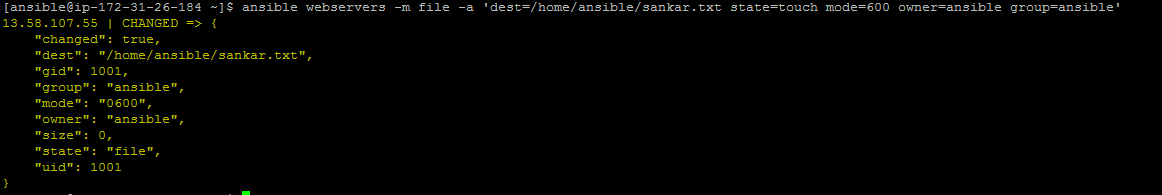 [ansible@ip-172-31-26-184 ~]$ ansible webservers -m file -a 'dest=/home/ansible/sankar.txt state=touch mode=600 owner=ansible group=ansible'
13.58.107.55 | CHANGED => {
    "changed": true,
    "dest": "/home/ansible/sankar.txt",
    "gid": 1001,
    "group": "ansible",
    "mode": "0600",
    "owner": "ansible",
    "size": 0,
    "state": "file",
    "uid": 1001
}